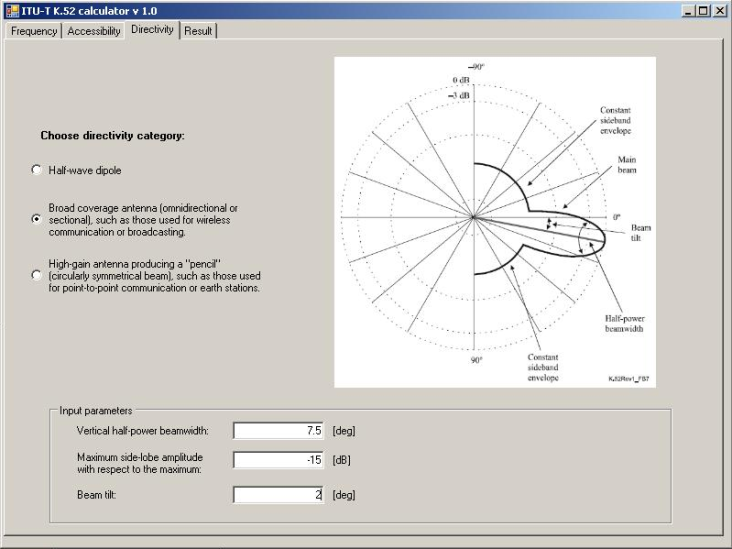 ITU-T K.52 calculator v 1.0
Frequency Accessibility Directivity Result
Choose directivity category:
Half-wave dipole
Broad coverage antenna (omnidirectional or
sectional), such as those used for wireless
communication or broadcasting.
High-gain antenna producing a "pencil"
(circularly symmetrical beam), such as those used
for point-to-point communication or earth stations.
–90°
0 dB
–3 dB
Constant
sideband
envelope
Main
beam
0°
Beam
tilt
Half-power
beamwidth
90°
Constant
sideband
envelope
K.52Rev1_FB7
Input parameters
Vertical half-power beamwidth: 7.5 [deg]
Maximum side-lobe amplitude
with respect to the maximum: -15 [dB]
Beam tilt: 2 [deg]